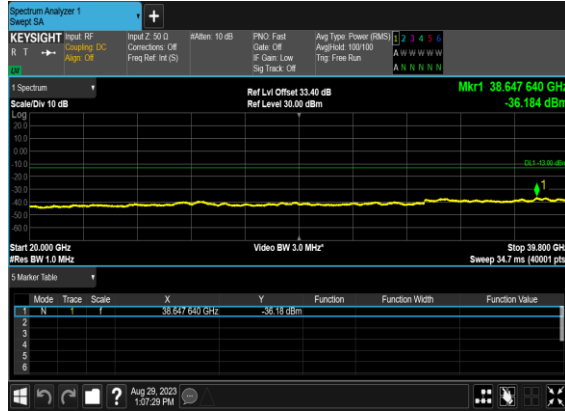 Spectrum Analyzer 1
Swept SA
+
KEYSIGHT Input: RF Input Z: 50 Ω #Atten: 10 dB PNO: Fast Avg Type: Power (RMS) 1 2 3 4 5 6
R T Coupling: DC Corrections: Off Gate: Off Avg|Hold: 100/100 A W W W W W
Align: Off Freq Ref: Int (S) IF Gain: Low Trig: Free Run
Sig Track: Off A N N N N N
LV
1 Spectrum Ref Lvl Offset 33.40 dB Mkr1 38.647 640 GHz
Scale/Div 10 dB Ref Level 30.00 dBm -36.184 dBm
Log
20.0
10.0
0.00
-10.0 DL1 -13.00 dBm
-20.0
-30.0 1
-40.0
-50.0
-60.0
Start 20.000 GHz Video BW 3.0 MHz* Stop 39.800 GHz
#Res BW 1.0 MHz Sweep 34.7 ms (40001 pts)
5 Marker Table
Mode Trace Scale X Y Function Function Width Function Value
1 N 1 f 38.647 640 GHz -36.18 dBm
2
3
4
5
6
? Aug 29, 2023
1:07:29 PM